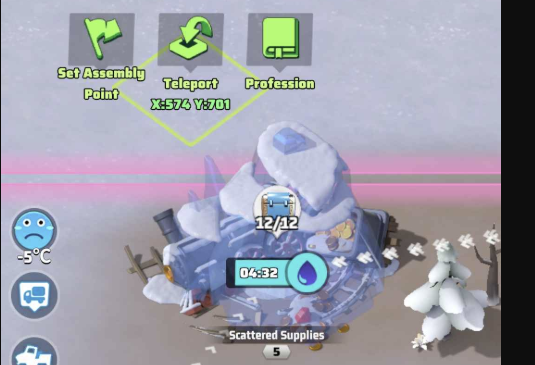 Set Assembly
Point
Teleport
X:574 Y:701
Profession
12/12
-5°C
04:32
Scattered Supplies
5